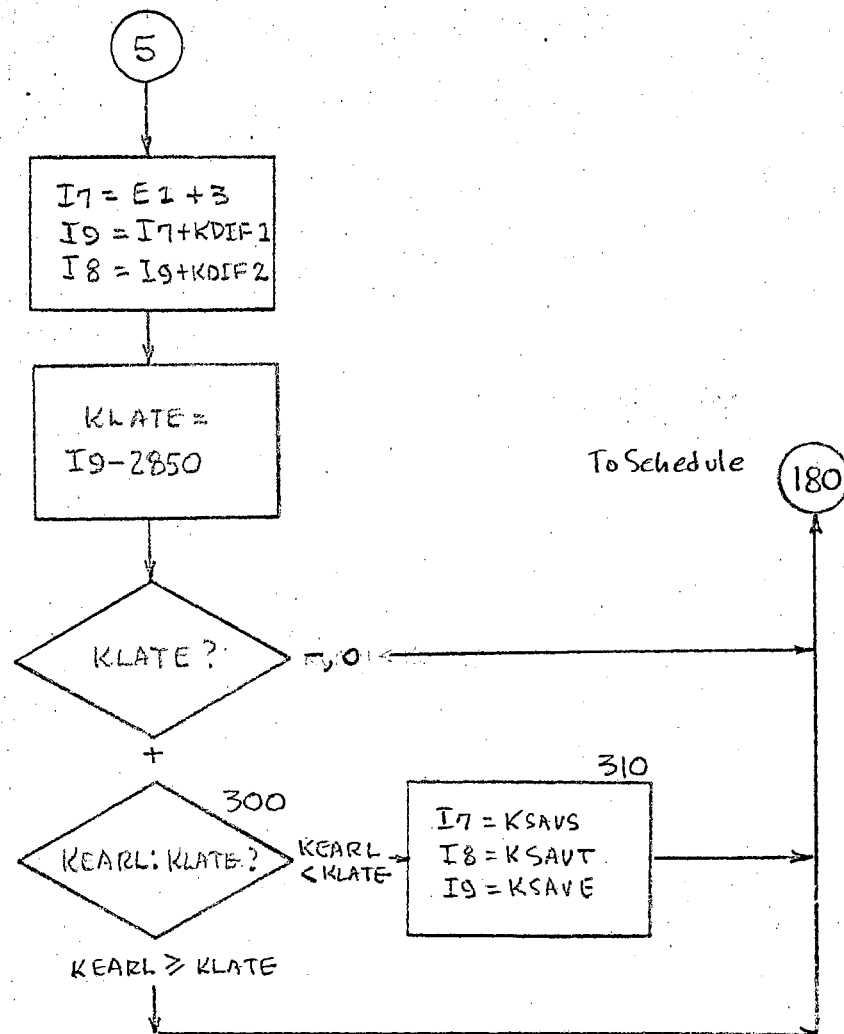 5
I7 = E1 + 3
I9 = I7+KDIF1
I8 = I9+KDIF2
KLATE =
I9-2850
To Schedule
180
KLATE?
-,0
+
300
310
KEARL: KLATE?
KEARL
<KLATE
I7 = KSAVS
I8 = KSAVT
I9 = KSAVE
KEARL ≥ KLATE